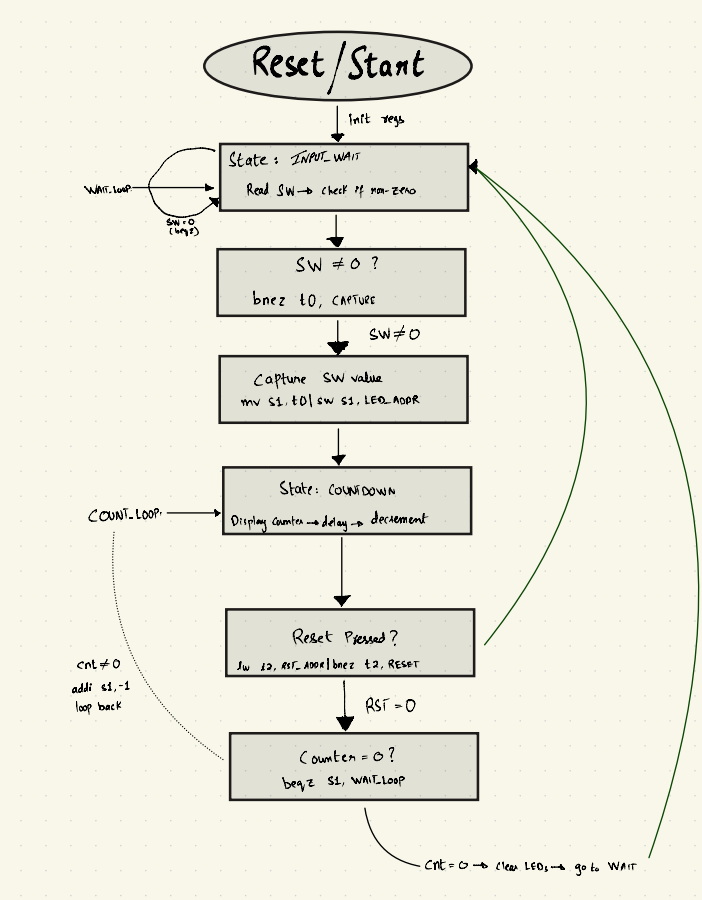 Reset/Start
init regs
State: INPUT_WAIT
Read SW → check if non-zero
WAIT_LOOP
SW=0
(beqz)
SW ≠ 0 ?
bnez t0, CAPTURE
SW≠0
Capture SW value
mv s1, t0 | sw s1, LED_ADDR
State: COUNTDOWN
Display Counter → delay → decrement
COUNT_LOOP
Reset Pressed?
lw t2, RST_ADDR | bnez t2, RESET
cnt≠0
addi s1,-1
loop back
RST = 0
Counter = 0?
beqz s1, WAIT_LOOP
cnt = 0 → clear LEDs → go to WAIT